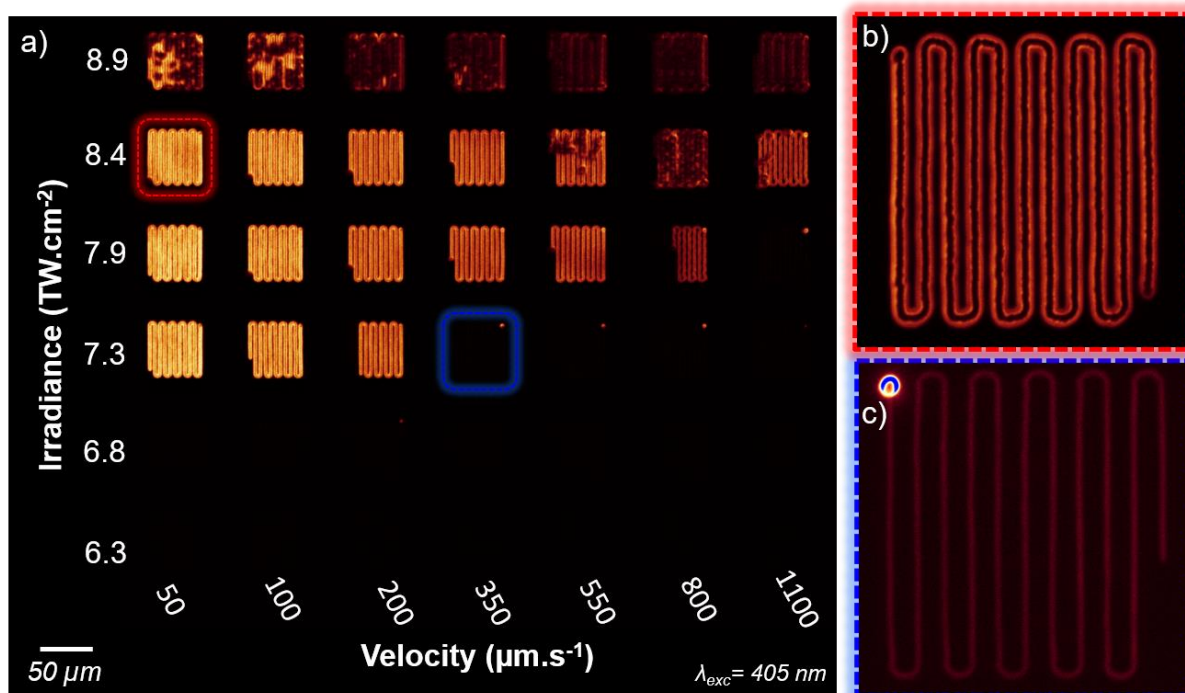 a)
8.9
8.4
7.9
7.3
6.8
6.3
Irradiance (TW.cm⁻²)
50 100 200 350 550 800 1100
Velocity (µm.s⁻¹)
50 µm
λexc= 405 nm
b)
c)